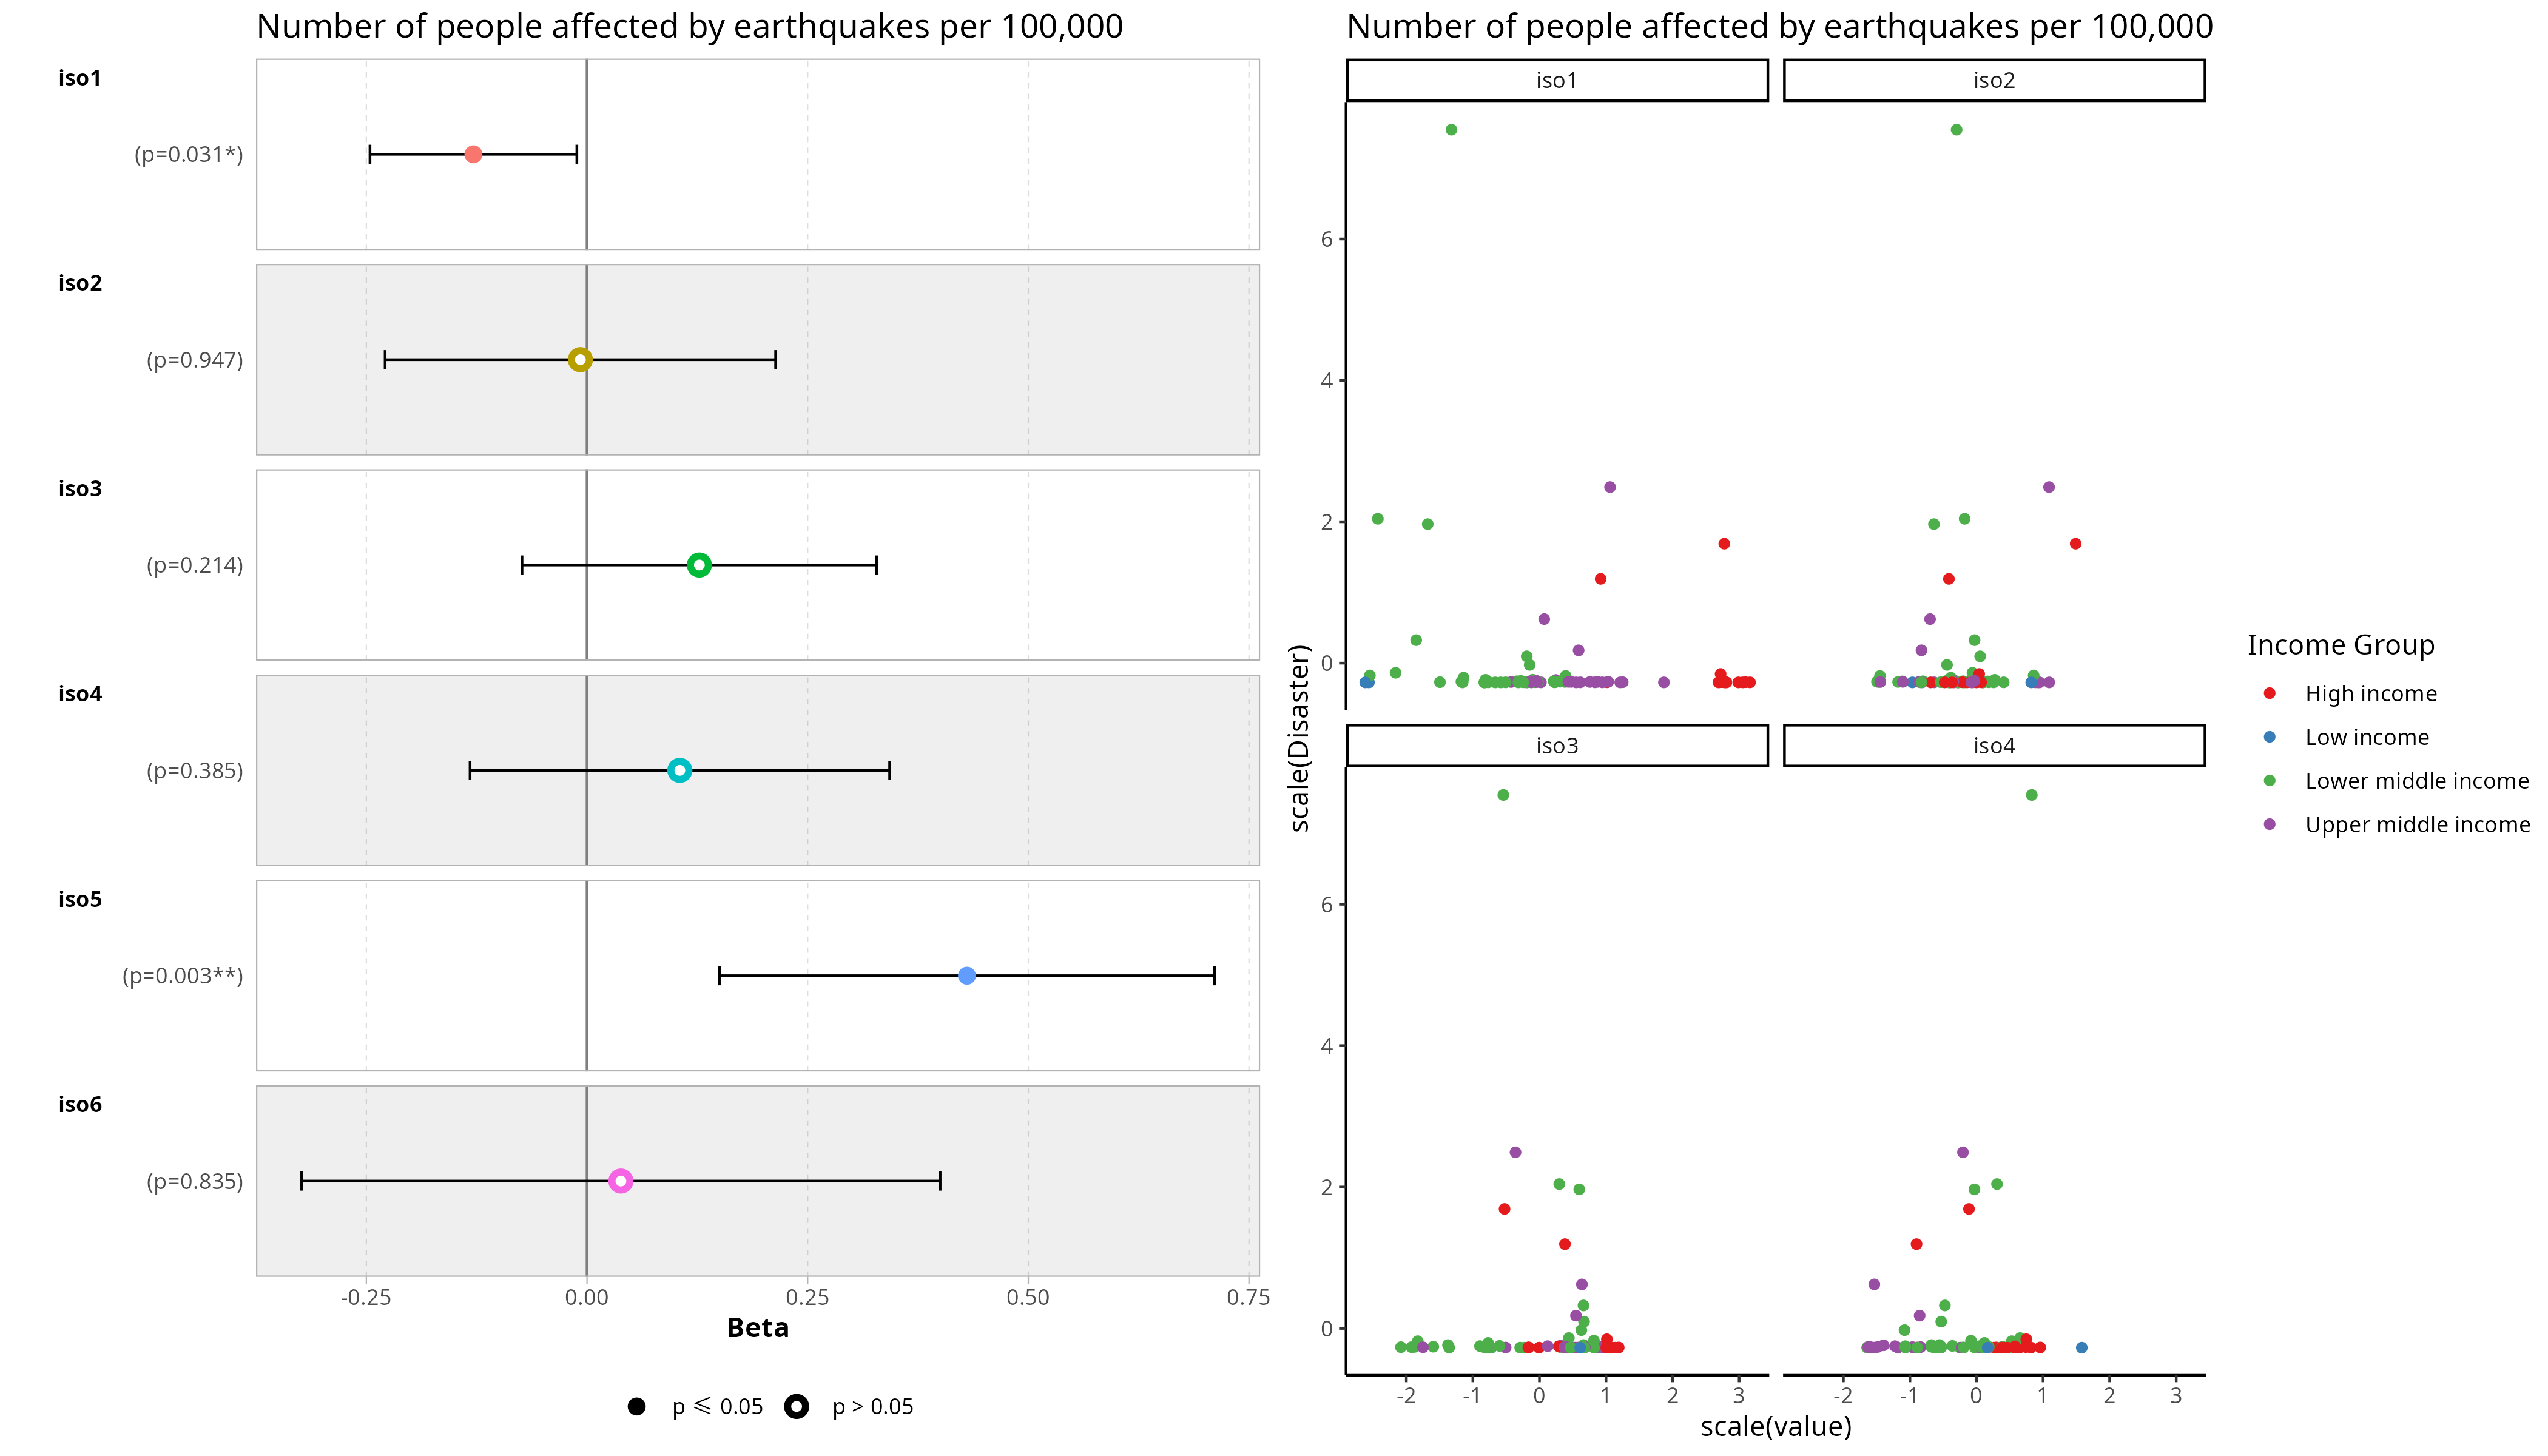 Number of people affected by earthquakes per 100,000
iso1
(p=0.031*)
iso2
(p=0.947)
iso3
(p=0.214)
iso4
(p=0.385)
iso5
(p=0.003**)
iso6
(p=0.835)
-0.25 0.00 0.25 0.50 0.75
Beta
p ⩽ 0.05 p > 0.05
Number of people affected by earthquakes per 100,000
iso1 iso2
6
4
2
0
iso3 iso4
6
4
2
0
scale(Disaster)
-2 -1 0 1 2 3 -2 -1 0 1 2 3
scale(value)
Income Group
High income
Low income
Lower middle income
Upper middle income